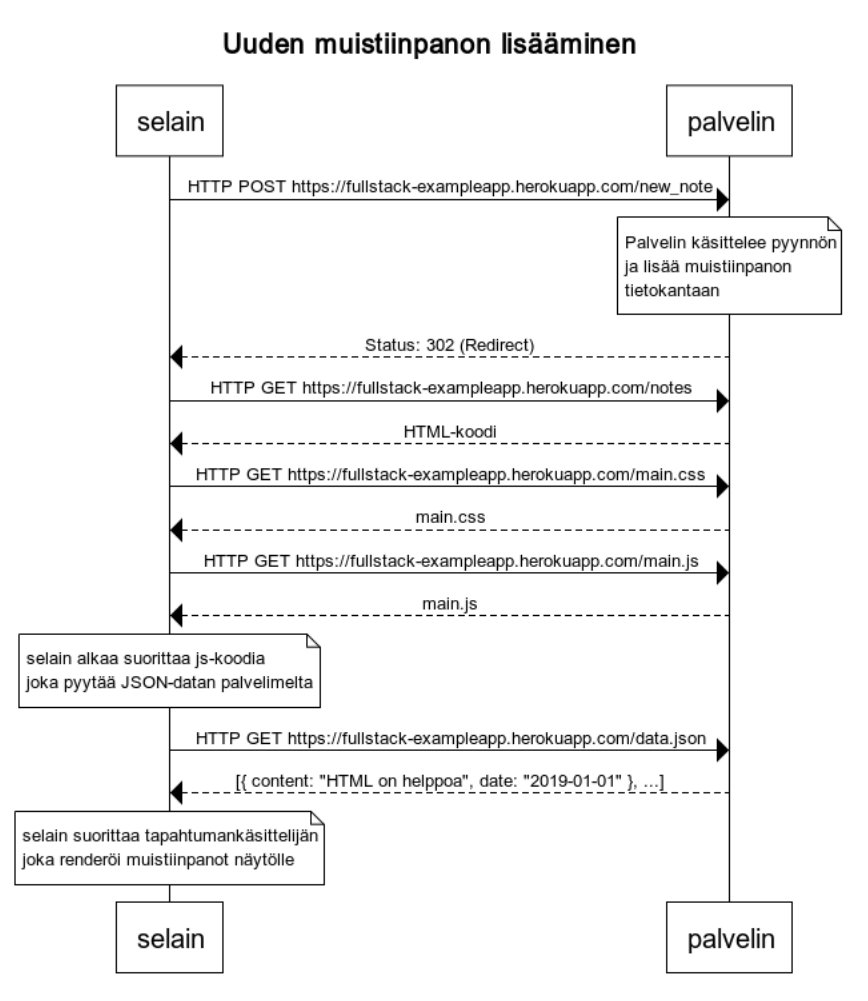 Uuden muistiinpanon lisääminen
selain
palvelin
HTTP POST https://fullstack-exampleapp.herokuapp.com/new_note
Palvelin käsittelee pyynnön
ja lisää muistiinpanon
tietokantaan
Status: 302 (Redirect)
HTTP GET https://fullstack-exampleapp.herokuapp.com/notes
HTML-koodi
HTTP GET https://fullstack-exampleapp.herokuapp.com/main.css
main.css
HTTP GET https://fullstack-exampleapp.herokuapp.com/main.js
main.js
selain alkaa suorittaa js-koodia
joka pyytää JSON-datan palvelimelta
HTTP GET https://fullstack-exampleapp.herokuapp.com/data.json
[{ content: "HTML on helppoa", date: "2019-01-01" }, ...]
selain suorittaa tapahtumankäsittelijän
joka renderöi muistiinpanot näytölle
selain
palvelin